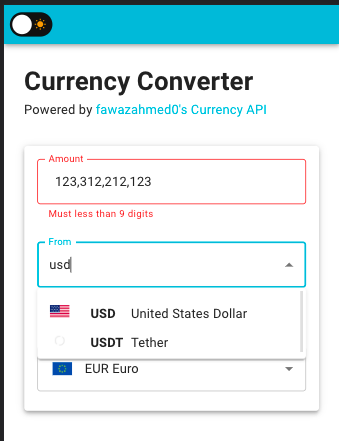 Currency Converter
Powered by fawazahmed0's Currency API
Amount
123,312,212,123
Must less than 9 digits
From
usd
USD United States Dollar
USDT Tether
EUR Euro